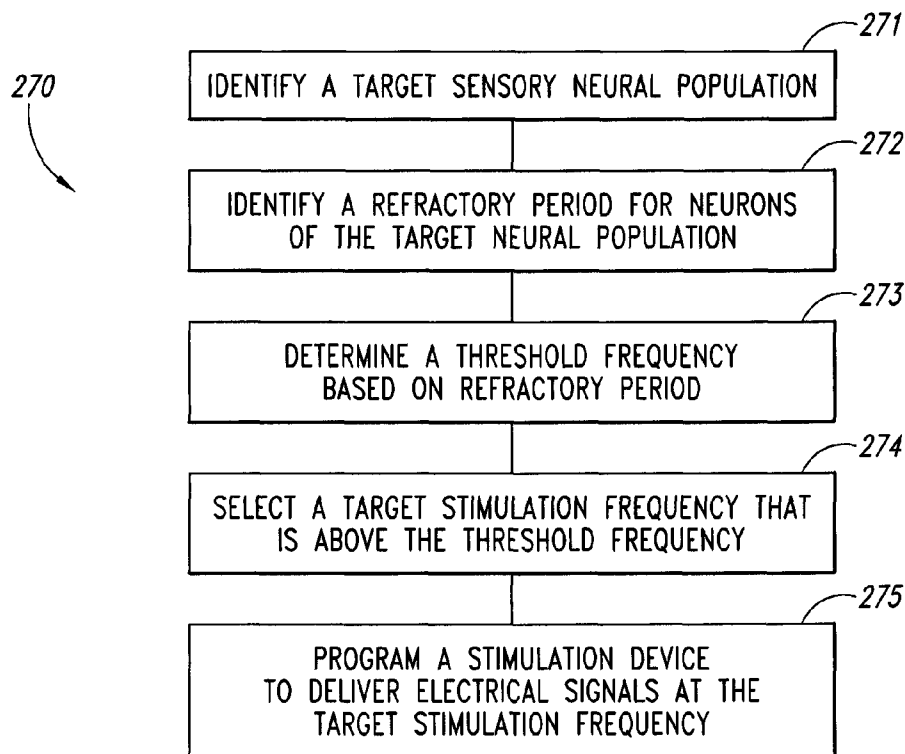 271
270
IDENTIFY A TARGET SENSORY NEURAL POPULATION
272
IDENTIFY A REFRACTORY PERIOD FOR NEURONS
OF THE TARGET NEURAL POPULATION
273
DETERMINE A THRESHOLD FREQUENCY
BASED ON REFRACTORY PERIOD
274
SELECT A TARGET STIMULATION FREQUENCY THAT
IS ABOVE THE THRESHOLD FREQUENCY
275
PROGRAM A STIMULATION DEVICE
TO DELIVER ELECTRICAL SIGNALS AT THE
TARGET STIMULATION FREQUENCY